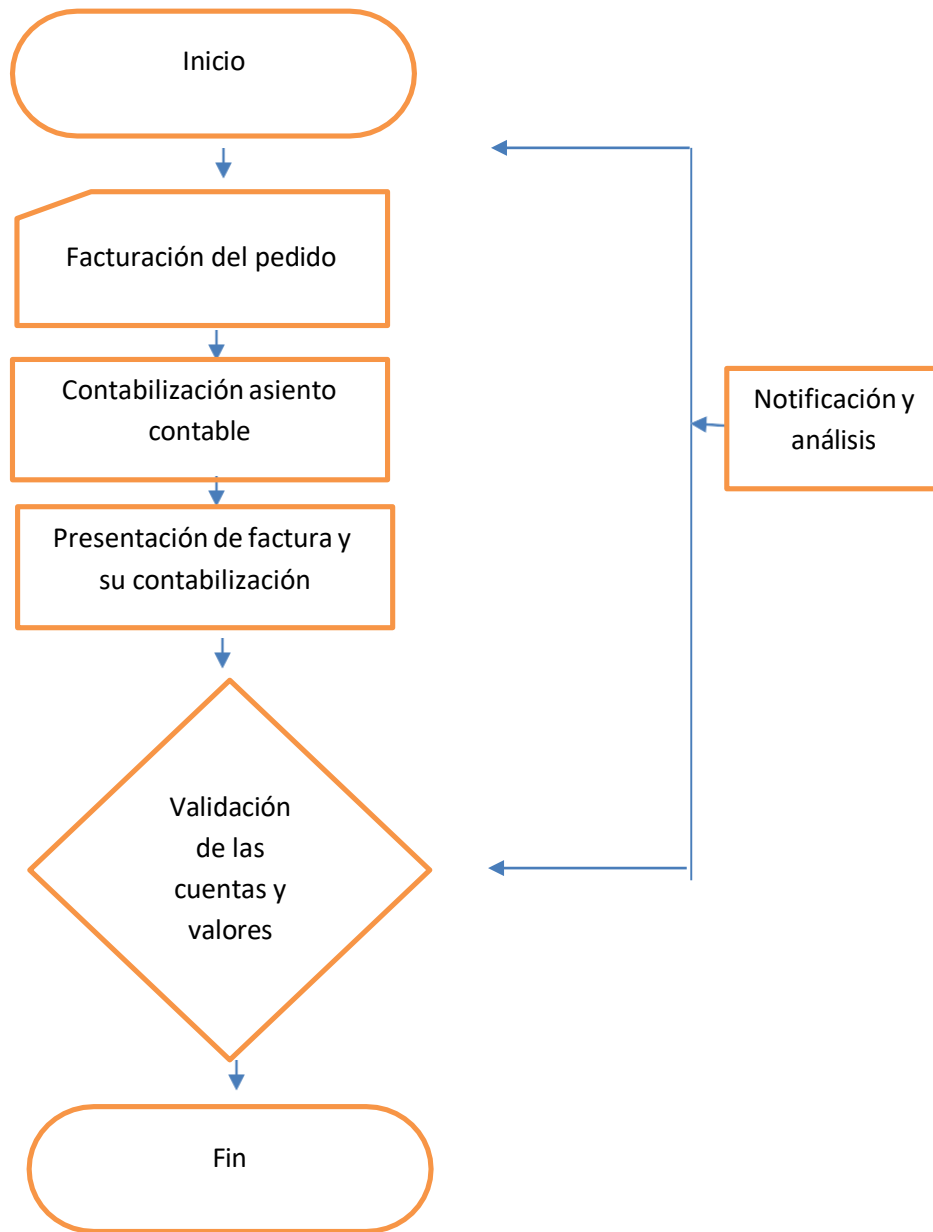 Inicio
Facturación del pedido
Contabilización asiento
contable
Notificación y
análisis
Presentación de factura y
su contabilización
Validación
de las
cuentas y
valores
Fin